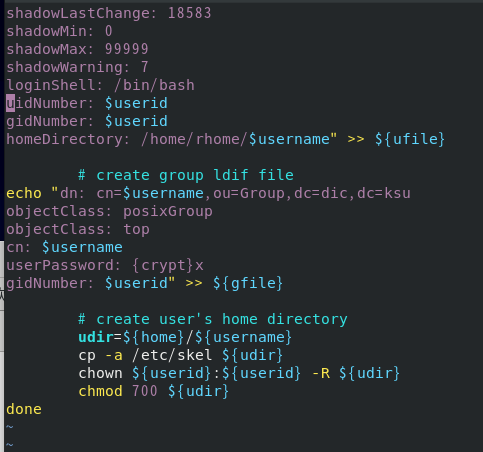 shadowLastChange: 18583
shadowMin: 0
shadowMax: 99999
shadowWarning: 7
loginShell: /bin/bash
uidNumber: $userid
gidNumber: $userid
homeDirectory: /home/rhome/$username" >> ${ufile}
# create group ldif file
echo "dn: cn=$username,ou=Group,dc=dic,dc=ksu
objectClass: posixGroup
objectClass: top
cn: $username
userPassword: {crypt}x
gidNumber: $userid" >> ${gfile}
# create user's home directory
udir=${home}/${username}
cp -a /etc/skel ${udir}
chown ${userid}:${userid} -R ${udir}
chmod 700 ${udir}
done
~
~